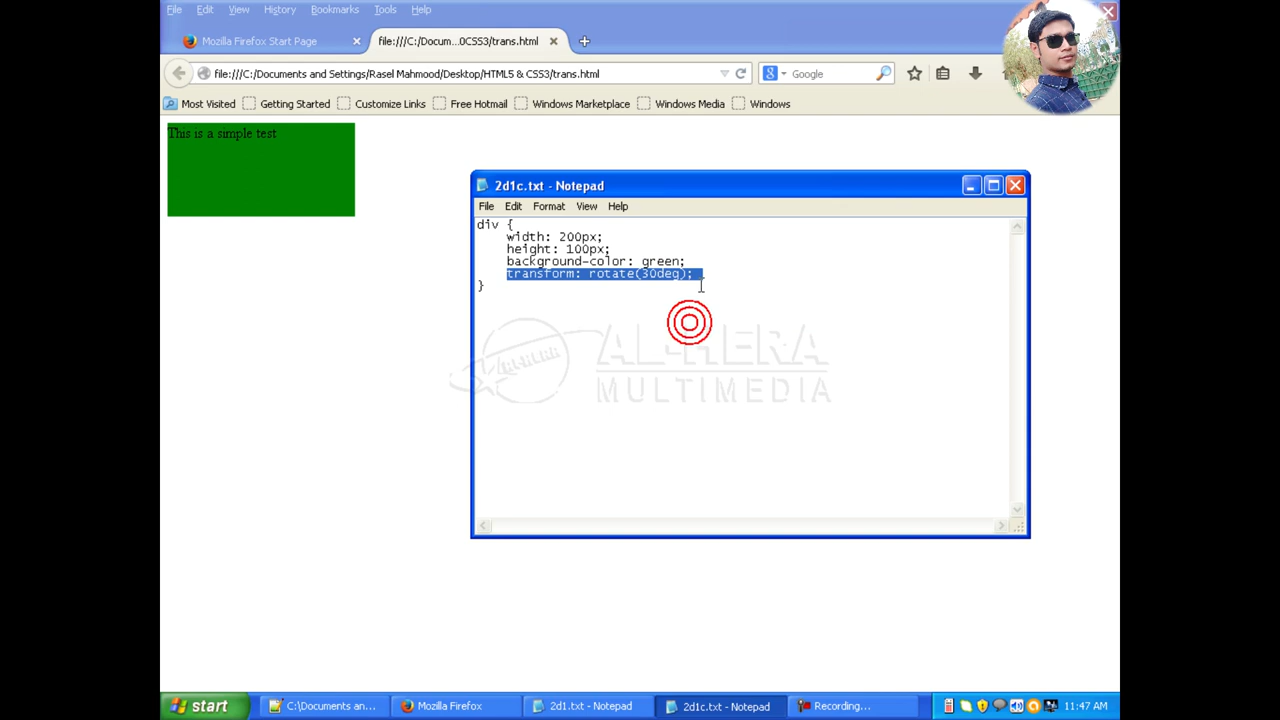 File Edit View History Bookmarks Tools Help
Mozilla Firefox Start Page
file:///C:/Docum...0CSS3/trans.html
file:///C:/Documents and Settings/Rasel Mahmood/Desktop/HTML5 & CSS3/trans.html
Google
Most Visited Getting Started Customize Links Free Hotmail Windows Marketplace Windows Media Windows
This is a simple test
2d1c.txt - Notepad
File Edit Format View Help
div {
width: 200px;
height: 100px;
background-color: green;
transform: rotate(30deg);
}
AL-HERA
AL-HERA
MULTIMEDIA
start C:\Documents an... Mozilla Firefox 2d1.txt - Notepad 2d1c.txt - Notepad Recording... 11:47 AM